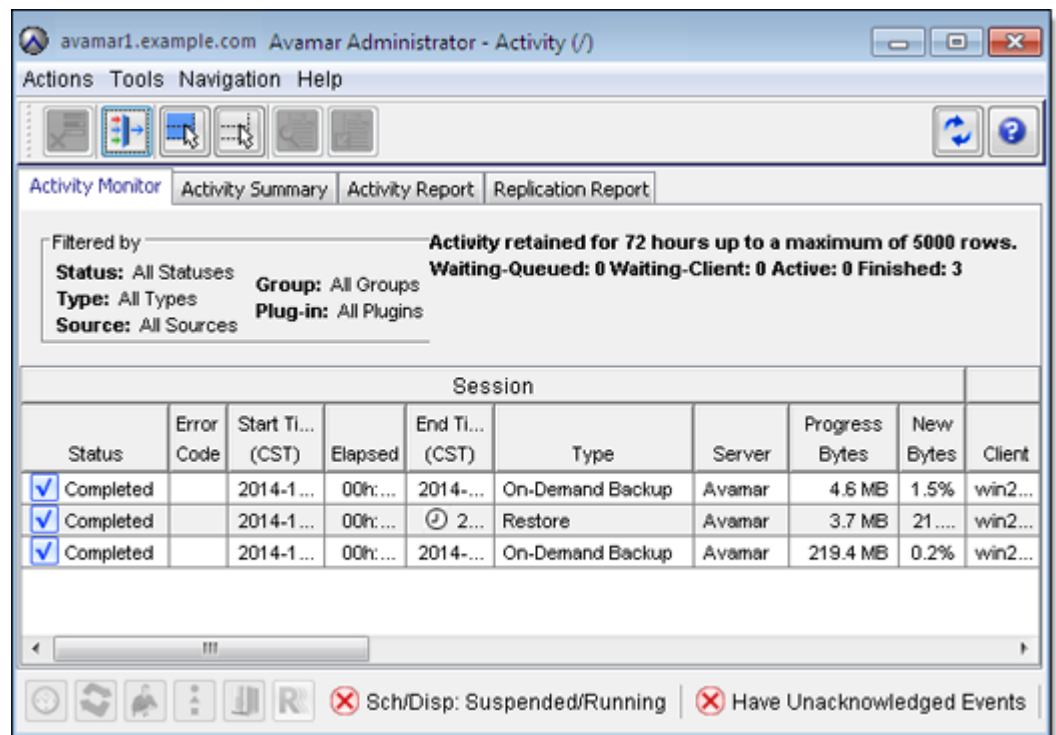 avamar1.example.com Avamar Administrator - Activity (/)
Actions Tools Navigation Help
Activity Monitor Activity Summary Activity Report Replication Report
Filtered by
Status: All Statuses
Type: All Types
Source: All Sources
Group: All Groups
Plug-in: All Plugins
Activity retained for 72 hours up to a maximum of 5000 rows.
Waiting-Queued: 0 Waiting-Client: 0 Active: 0 Finished: 3
Session
Status Error Code Start Ti... (CST) Elapsed End Ti... (CST) Type Server Progress Bytes New Bytes Client
Completed 2014-1... 00h:... 2014-... On-Demand Backup Avamar 4.6 MB 1.5% win2...
Completed 2014-1... 00h:... 2... Restore Avamar 3.7 MB 21.... win2...
Completed 2014-1... 00h:... 2014-... On-Demand Backup Avamar 219.4 MB 0.2% win2...
Sch/Disp: Suspended/Running Have Unacknowledged Events